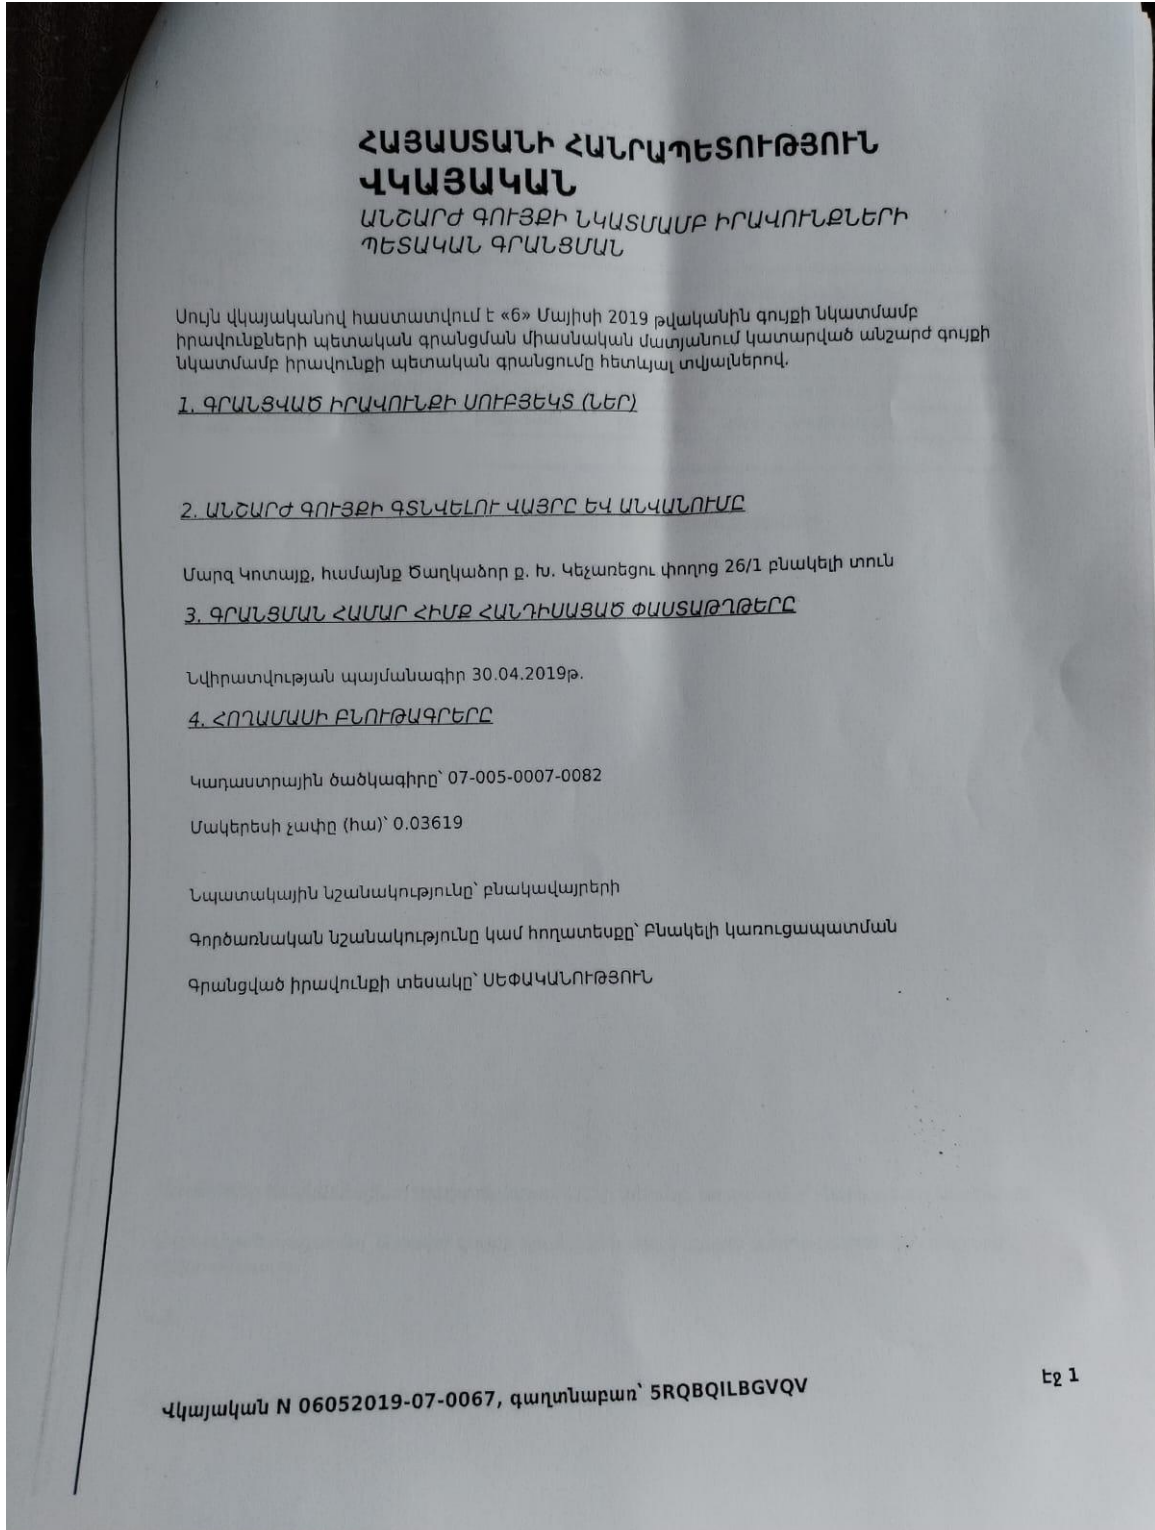 ՀԱՅԱՍՏԱՆԻ ՀԱՆՐԱՊԵՏՈՒԹՅՈՒՆ
ՎԿԱՅԱԿԱՆ
ԱՆՇԱՐԺ ԳՈՒՅՔԻ ՆԿԱՏՄԱՄԲ ԻՐԱՎՈՒՆՔՆԵՐԻ
ՊԵՏԱԿԱՆ ԳՐԱՆՑՄԱՆ
Սույն վկայականով հաստատվում է «6» Մայիսի 2019 թվականին գույքի նկատմամբ
իրավունքների պետական գրանցման միասնական մատյանում կատարված անշարժ գույքի
նկատմամբ իրավունքի պետական գրանցումը հետևյալ տվյալներով.
1. ԳՐԱՆՑՎԱԾ ԻՐԱՎՈՒՆՔԻ ՍՈՒԲՅԵԿՏ (ՆԵՐ)
2. ԱՆՇԱՐԺ ԳՈՒՅՔԻ ԳՏՆՎԵԼՈՒ ՎԱՅՐԸ ԵՎ ԱՆՎԱՆՈՒՄԸ
Մարզ Կոտայք, համայնք Ծաղկաձոր ք. Խ. Կեչառեցու փողոց 26/1 բնակելի տուն
3. ԳՐԱՆՑՄԱՆ ՀԱՄԱՐ ՀԻՄՔ ՀԱՆԴԻՍԱՑԱԾ ՓԱՍՏԱԹՂԹԵՐԸ
Նվիրատվության պայմանագիր 30.04.2019թ.
4. ՀՈՂԱՄԱՍԻ ԲՆՈՒԹԱԳՐԵՐԸ
Կադաստրային ծածկագիրը՝ 07-005-0007-0082
Մակերեսի չափը (հա)՝ 0.03619
Նպատակային նշանակությունը՝ բնակավայրերի
Գործառնական նշանակությունը կամ հողատեսքը՝ Բնակելի կառուցապատման
Գրանցված իրավունքի տեսակը՝ ՍԵՓԱԿԱՆՈՒԹՅՈՒՆ
Վկայական N 06052019-07-0067, գաղտնաբառ՝ 5RQBQILBGVQV
Էջ 1